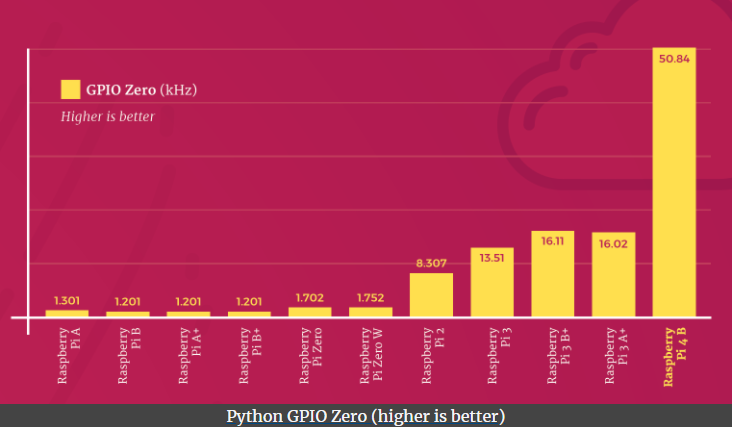 GPIO Zero (kHz)
Higher is better
50.84
16.11
16.02
13.51
8.307
1.702
1.752
1.301
1.201
1.201
1.201
Raspberry
Pi A
Raspberry
Pi B
Raspberry
Pi A+
Raspberry
Pi B+
Raspberry
Pi Zero
Raspberry
Pi Zero W
Raspberry
Pi 2
Raspberry
Pi 3
Raspberry
Pi 3 B+
Raspberry
Pi 3 A+
Raspberry
Pi 4 B
Python GPIO Zero (higher is better)